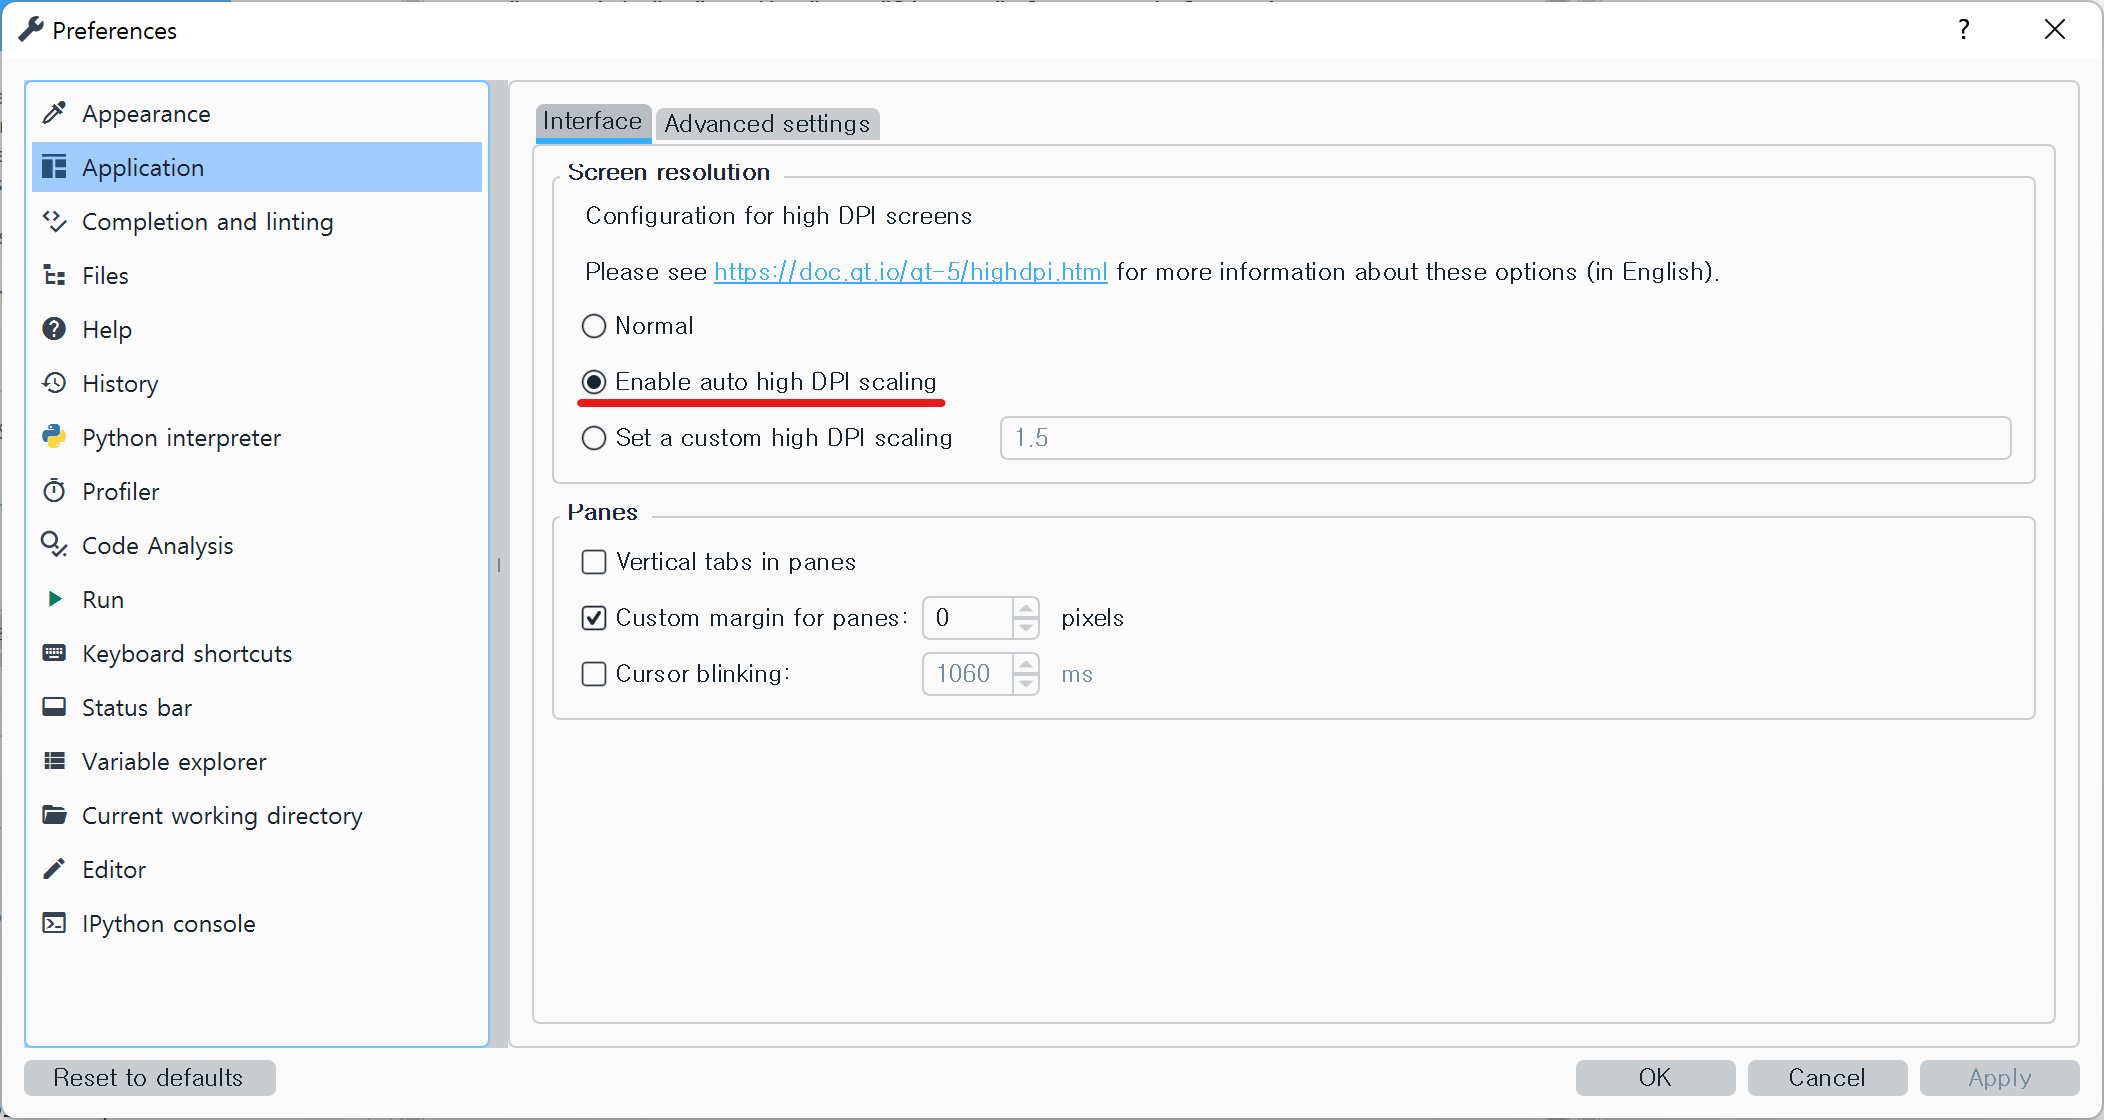 Preferences
?
Appearance
Application
Completion and linting
Files
Help
History
Python interpreter
Profiler
Code Analysis
Run
Keyboard shortcuts
Status bar
Variable explorer
Current working directory
Editor
IPython console
Interface
Advanced settings
Screen resolution
Configuration for high DPI screens
Please see https://doc.qt.io/qt-5/highdpi.html for more information about these options (in English).
Normal
Enable auto high DPI scaling
Set a custom high DPI scaling 1.5
Panes
Vertical tabs in panes
Custom margin for panes: 0 pixels
Cursor blinking: 1060 ms
Reset to defaults
OK
Cancel
Apply